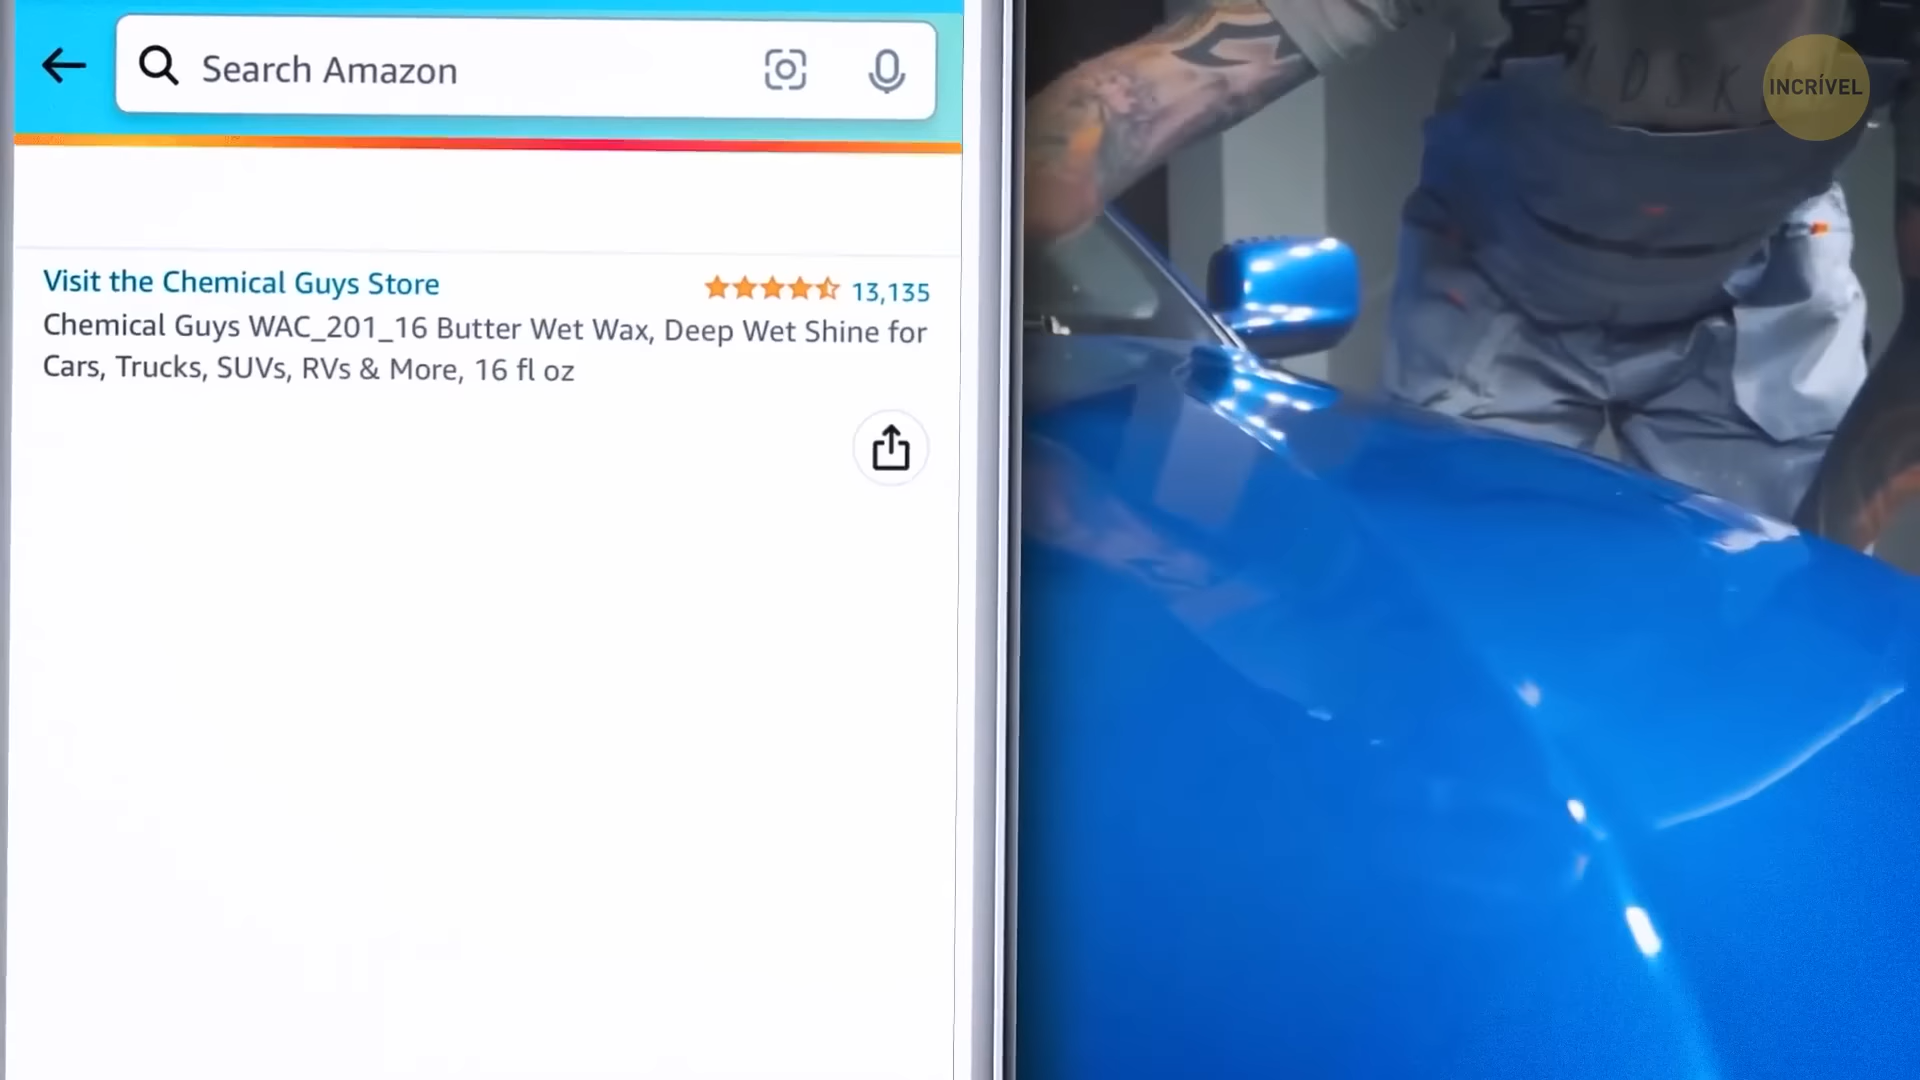 Search Amazon
INCRÍVEL
Visit the Chemical Guys Store
13,135
Chemical Guys WAC_201_16 Butter Wet Wax, Deep Wet Shine for
Cars, Trucks, SUVs, RVs & More, 16 fl oz